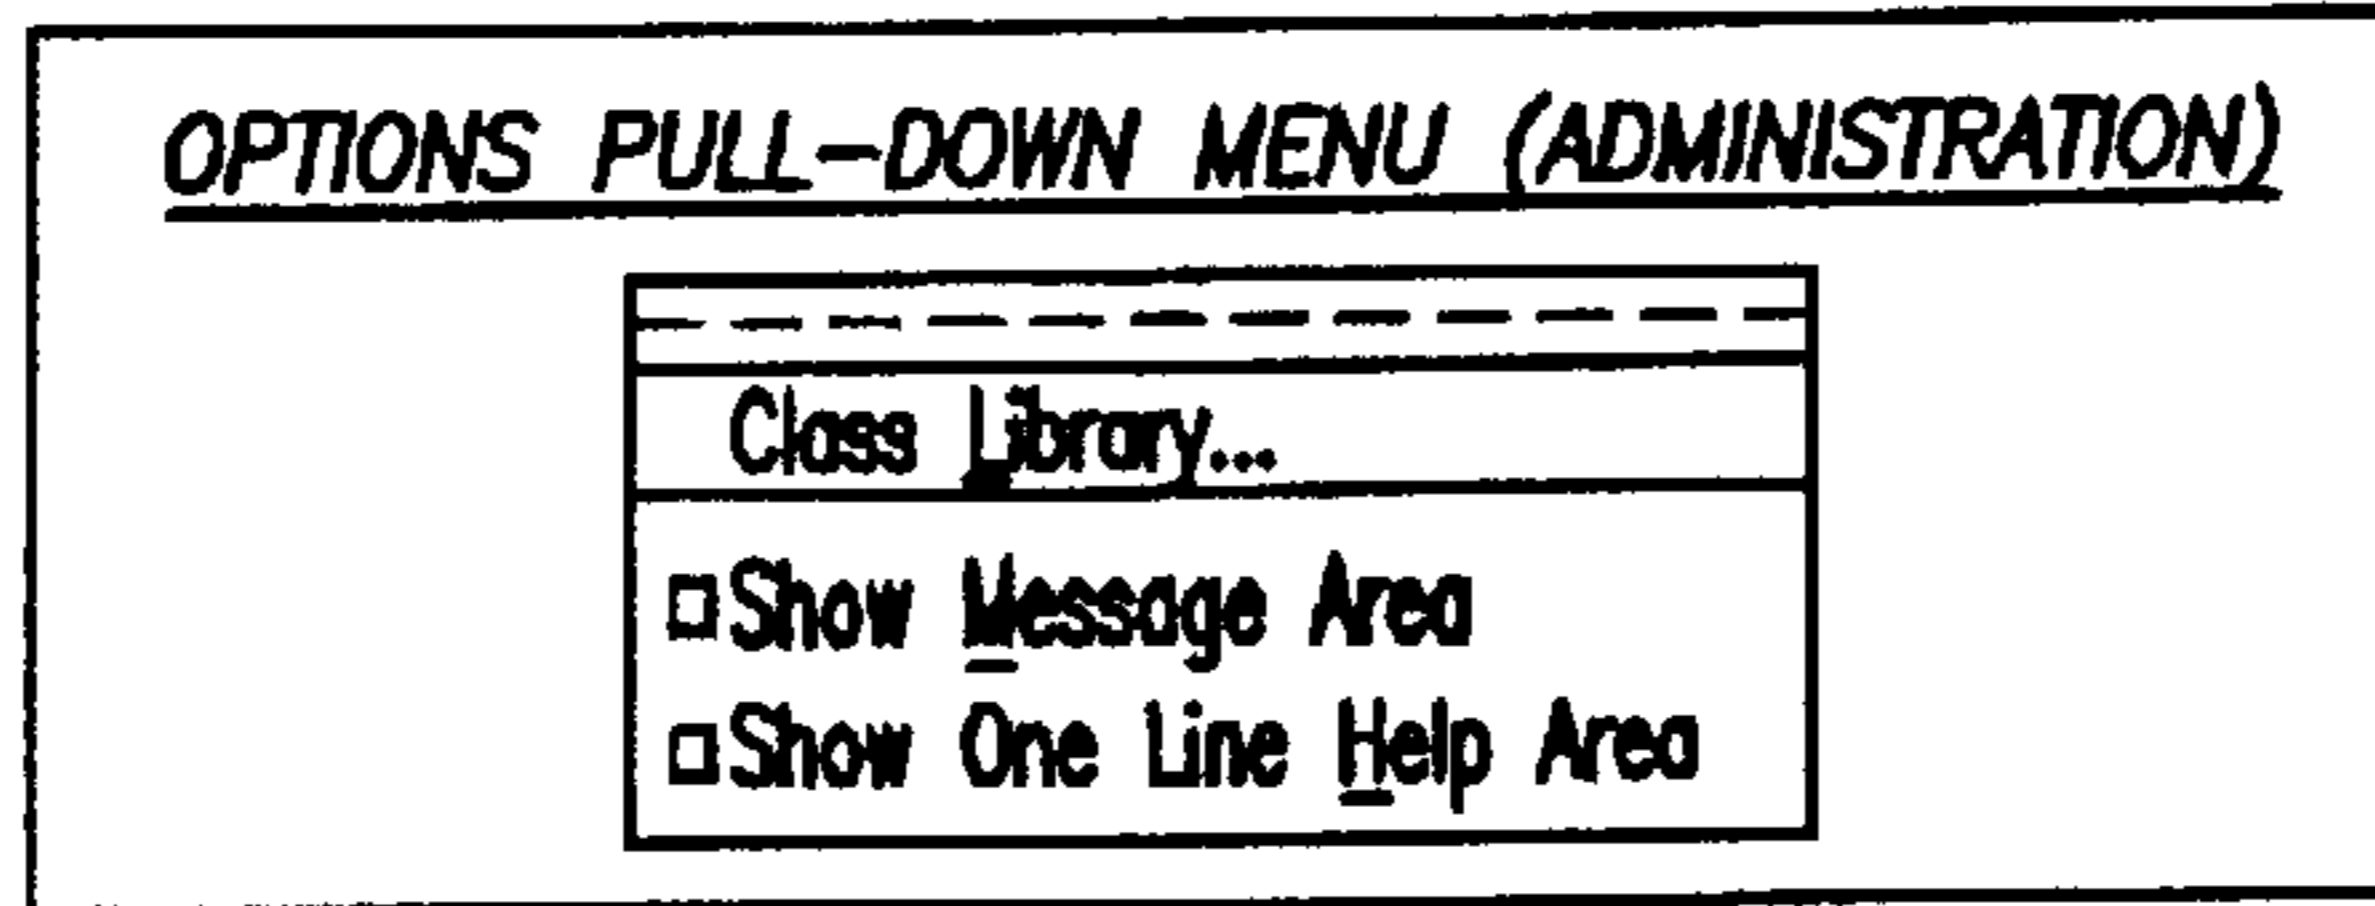 OPTIONS PULL-DOWN MENU (ADMINISTRATION)
Class Library...
Show Message Area
Show One Line Help Area